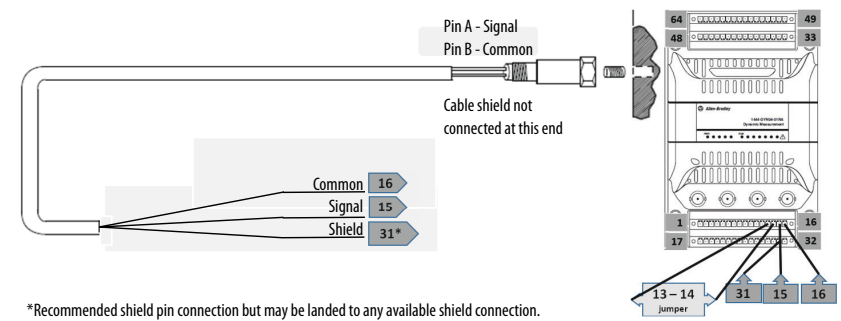 Pin A - Signal
Pin B - Common
Cable shield not
connected at this end
64
49
48
33
Allen-Bradley
1444-DYN04-01RA
Dynamic Measurement
Common 16
Signal 15
Shield 31*
1
16
17
32
13 – 14
jumper
31
15
16
*Recommended shield pin connection but may be landed to any available shield connection.